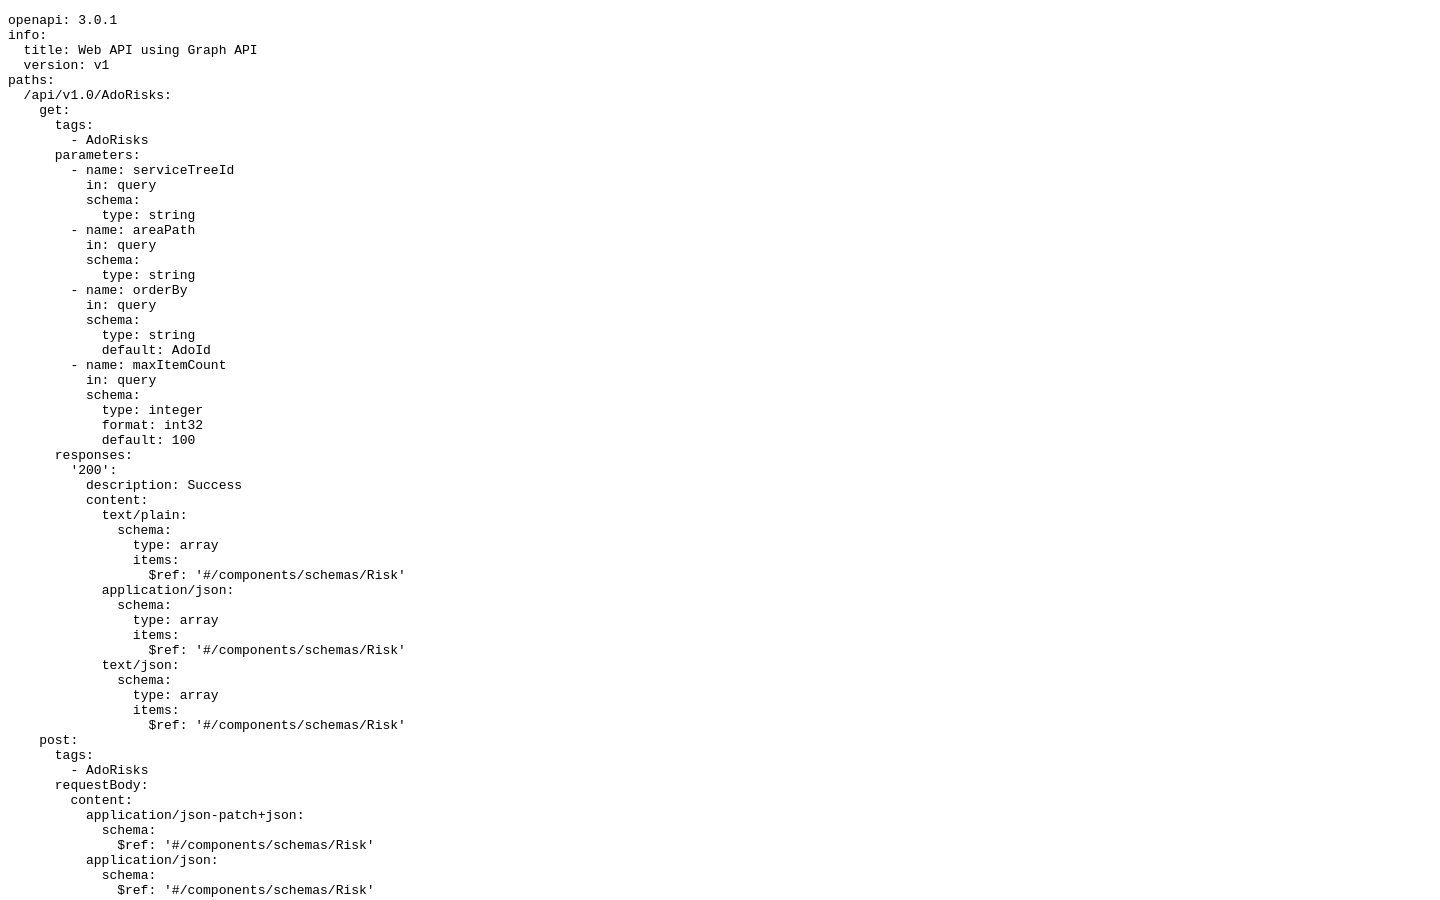 openapi: 3.0.1
info:
  title: Web API using Graph API
  version: v1
paths:
  /api/v1.0/AdoRisks:
    get:
      tags:
        - AdoRisks
      parameters:
        - name: serviceTreeId
          in: query
          schema:
            type: string
        - name: areaPath
          in: query
          schema:
            type: string
        - name: orderBy
          in: query
          schema:
            type: string
            default: AdoId
        - name: maxItemCount
          in: query
          schema:
            type: integer
            format: int32
            default: 100
      responses:
        '200':
          description: Success
          content:
            text/plain:
              schema:
                type: array
                items:
                  $ref: '#/components/schemas/Risk'
            application/json:
              schema:
                type: array
                items:
                  $ref: '#/components/schemas/Risk'
            text/json:
              schema:
                type: array
                items:
                  $ref: '#/components/schemas/Risk'
    post:
      tags:
        - AdoRisks
      requestBody:
        content:
          application/json-patch+json:
            schema:
              $ref: '#/components/schemas/Risk'
          application/json:
            schema:
              $ref: '#/components/schemas/Risk'